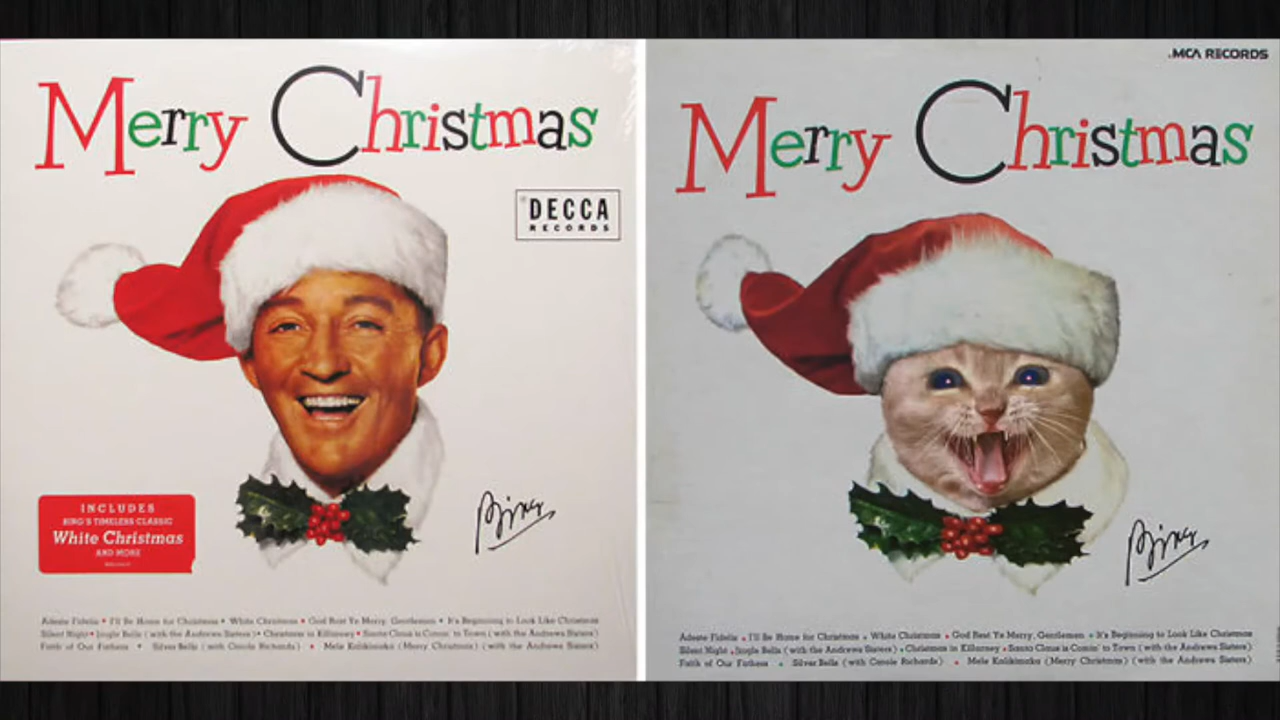 Merry Christmas
DECCA
RECORDS
INCLUDES
BING'S TIMELESS CLASSIC
White Christmas
AND MORE
Bing
Adeste Fidelis • I'll Be Home for Christmas • White Christmas • God Rest Ye Merry, Gentlemen • It's Beginning to Look Like Christmas
Silent Night • Jingle Bells (with the Andrews Sisters) • Christmas in Killarney • Santa Claus is Comin' to Town (with the Andrews Sisters)
Faith of Our Fathers • Silver Bells (with Carole Richards) • Mele Kalikimaka (Merry Christmas) (with the Andrews Sisters)
MCA RECORDS
Merry Christmas
Bing
Adeste Fidelis • I'll Be Home for Christmas • White Christmas • God Rest Ye Merry, Gentlemen • It's Beginning to Look Like Christmas
Silent Night • Jingle Bells (with the Andrews Sisters) • Christmas in Killarney • Santa Claus is Comin' to Town (with the Andrews Sisters)
Faith of Our Fathers • Silver Bells (with Carole Richards) • Mele Kalikimaka (Merry Christmas) (with the Andrews Sisters)